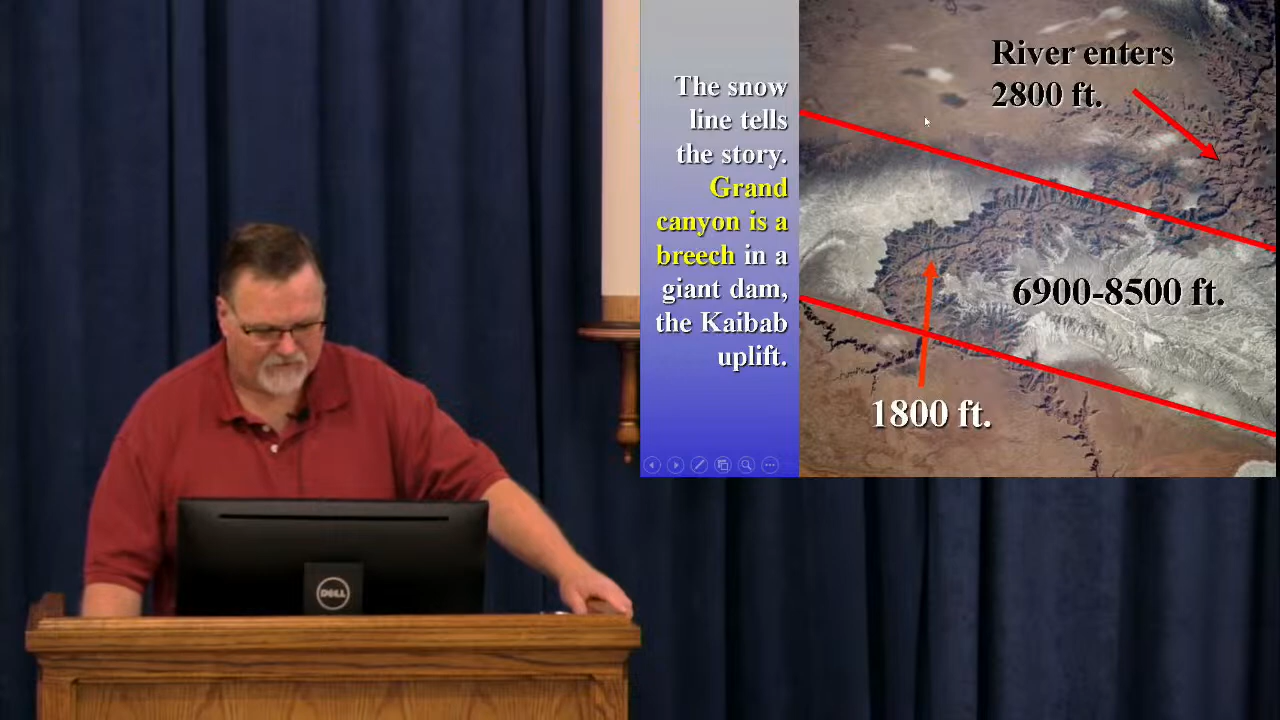 The snow
line tells
the story.
Grand
canyon is a
breech in a
giant dam,
the Kaibab
uplift.
River enters
2800 ft.
6900-8500 ft.
1800 ft.
DELL